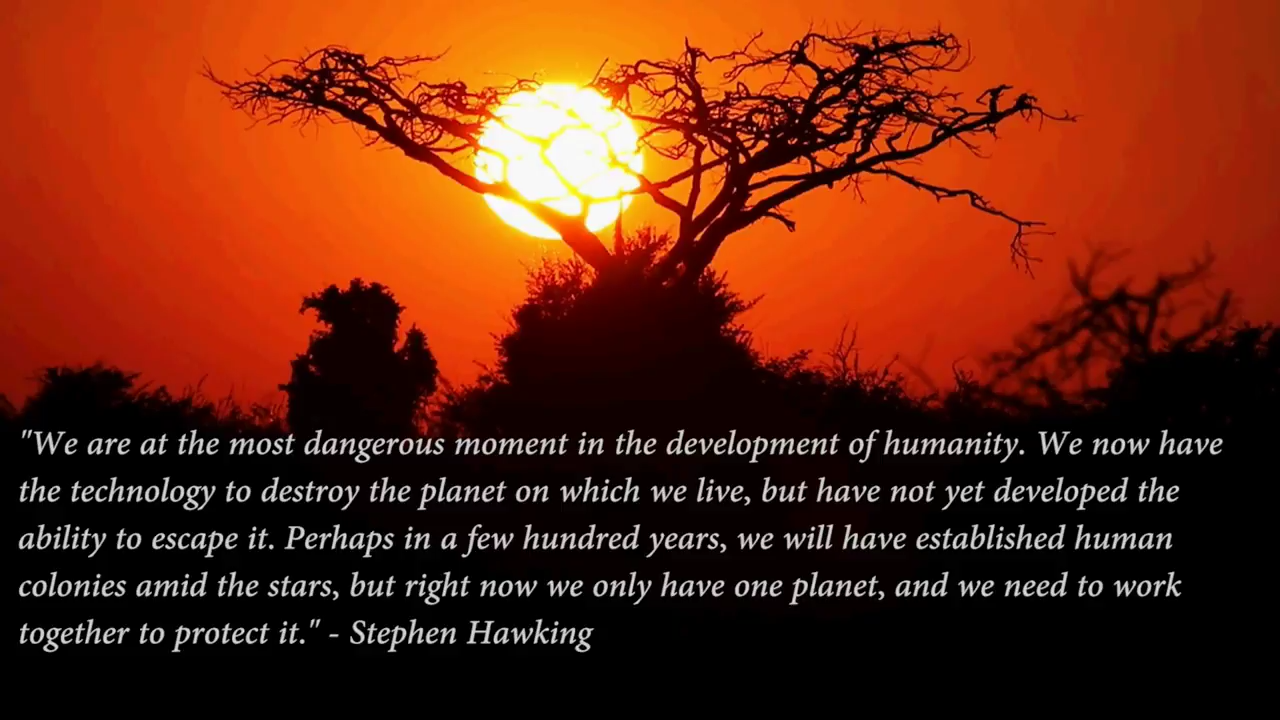 "We are at the most dangerous moment in the development of humanity. We now have
the technology to destroy the planet on which we live, but have not yet developed the
ability to escape it. Perhaps in a few hundred years, we will have established human
colonies amid the stars, but right now we only have one planet, and we need to work
together to protect it." - Stephen Hawking